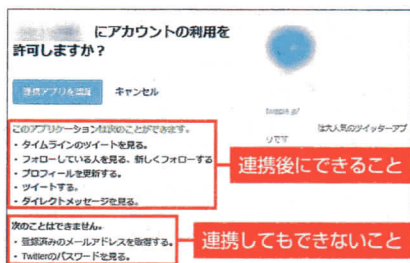 にアカウントの利用を
許可しますか?
連携アプリを認証 キャンセル
このアプリケーションは次のことができます。
・タイムラインのツイートを見る。
・フォローしている人を見る、新しくフォローする
・プロフィールを更新する。
・ツイートする。
・ダイレクトメッセージを見る。
は大人気のツイッターアプ
リです
連携後にできること
次のことはできません。
・登録済みのメールアドレスを取得する。
・Twitterのパスワードを見る。
連携してもできないこと